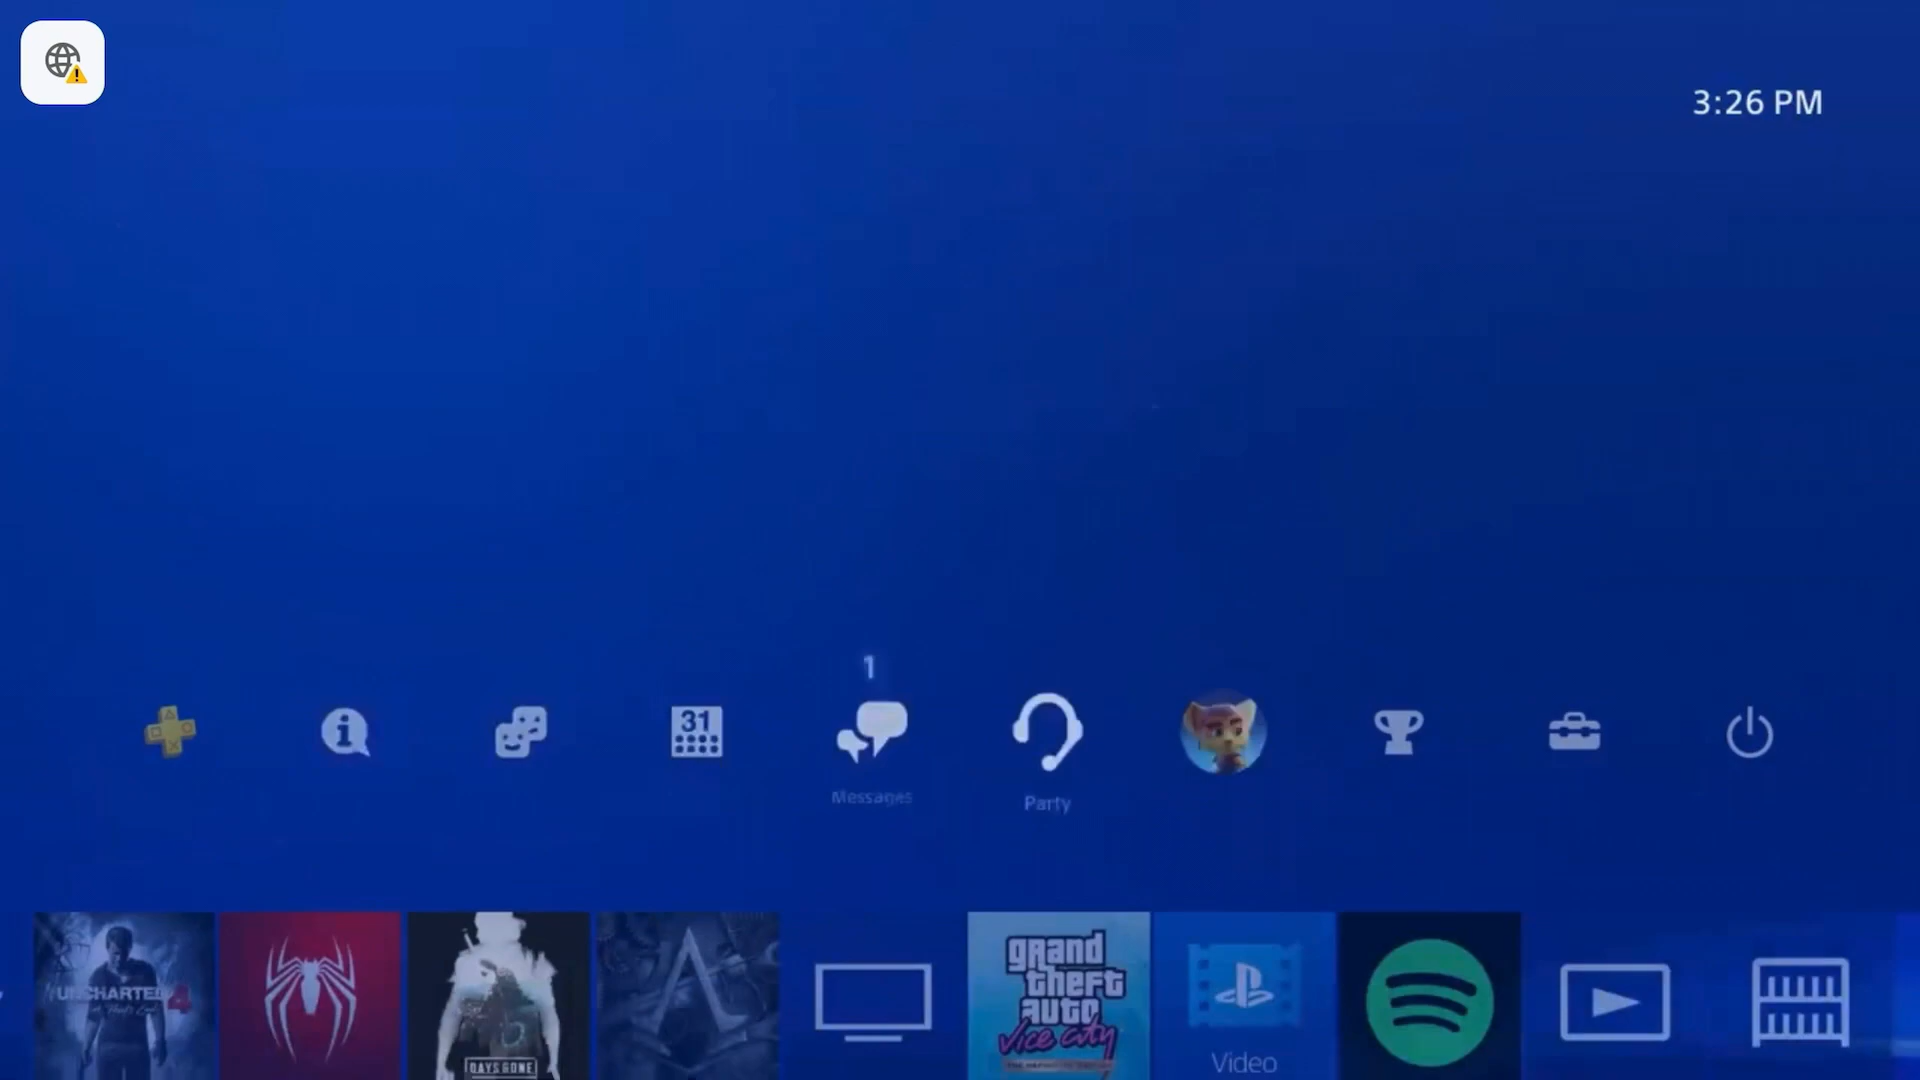 3:26 PM
1
31
Messages
Party
UNCHARTED 4
DAYS GONE
grand
theft
auto
vice city
Video